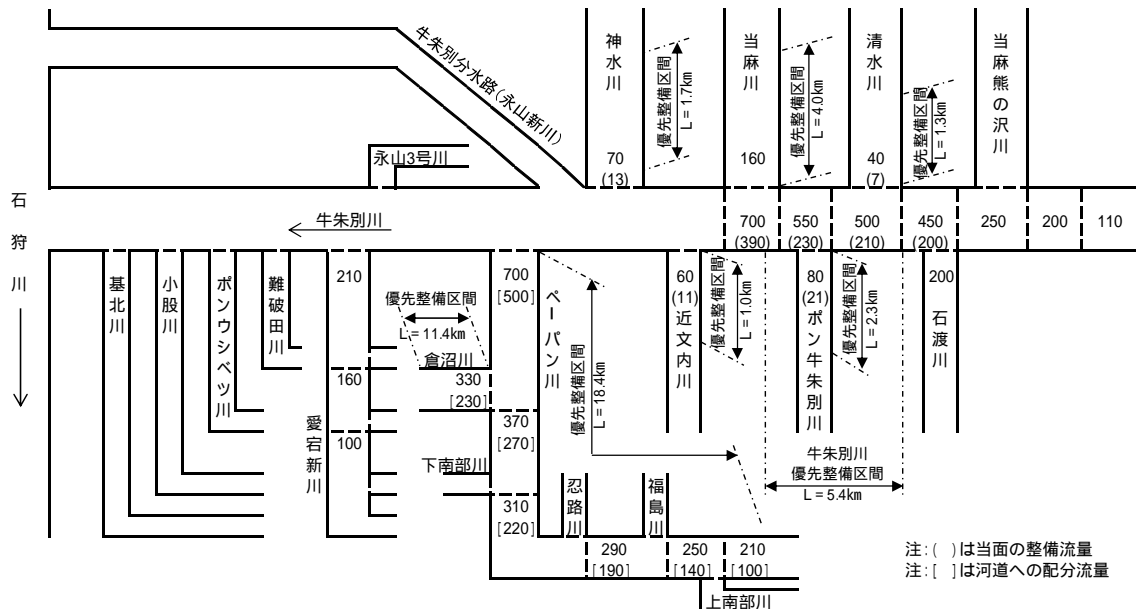 牛朱別分水路(永山新川)
神水川
優先整備区間
L = 1.7km
当麻川
優先整備区間
L = 4.0km
清水川
優先整備区間
L = 1.3km
当麻熊の沢川
永山3号川
70
(13)
160
40
(7)
石狩川
牛朱別川
700
(390)
550
(230)
500
(210)
450
(200)
250
200
110
基北川
小股川
ポンウシベツ川
難破田川
210
優先整備区間
L = 11.4km
700
[500]
ペーパン川
60
(11)
近文内川
優先整備区間
L = 1.0km
80
(21)
ポン牛朱別川
優先整備区間
L = 2.3km
200
石渡川
倉沼川
160
330
[230]
優先整備区間
L = 18.4km
愛宕新川
100
370
[270]
下南部川
牛朱別川
優先整備区間
L = 5.4km
310
[220]
忍路川
福島川
290
[190]
250
[140]
210
[100]
上南部川
注:( )は当面の整備流量
注:[ ]は河道への配分流量